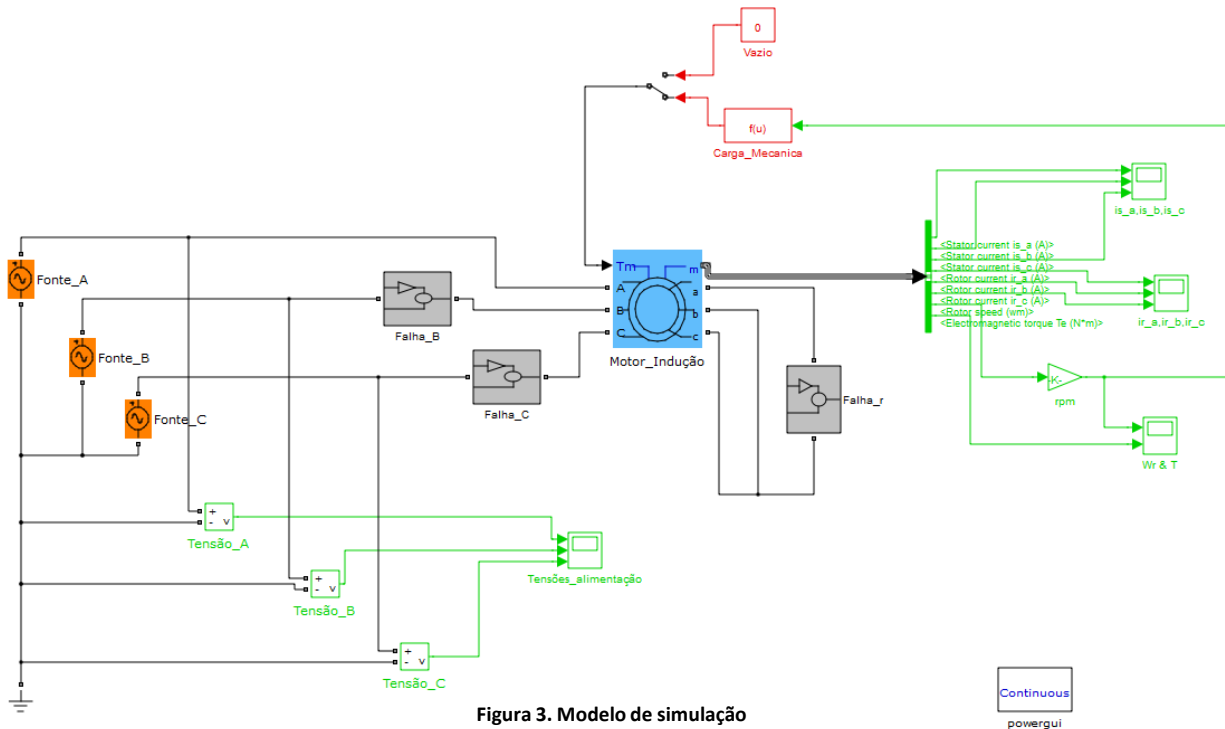 0
Vazio
f(u)
Carga_Mecanica
is_a,is_b,is_c
<Stator current is_a (A)>
<Stator current is_b (A)>
<Stator current is_c (A)>
<Rotor current ir_a (A)>
<Rotor current ir_b (A)>
<Rotor current ir_c (A)>
<Rotor speed (wm)>
<Electromagnetic torque Te (N*m)>
ir_a,ir_b,ir_c
Fonte_A
Fonte_B
Fonte_C
Falha_B
Falha_C
Tm
m
A
a
B
b
C
c
Motor_Indução
Falha_r
-K-
rpm
Wr & T
+
-
v
Tensão_A
+
-
v
Tensão_B
+
-
v
Tensão_C
Tensões_alimentação
Continuous
powergui
Figura 3. Modelo de simulação